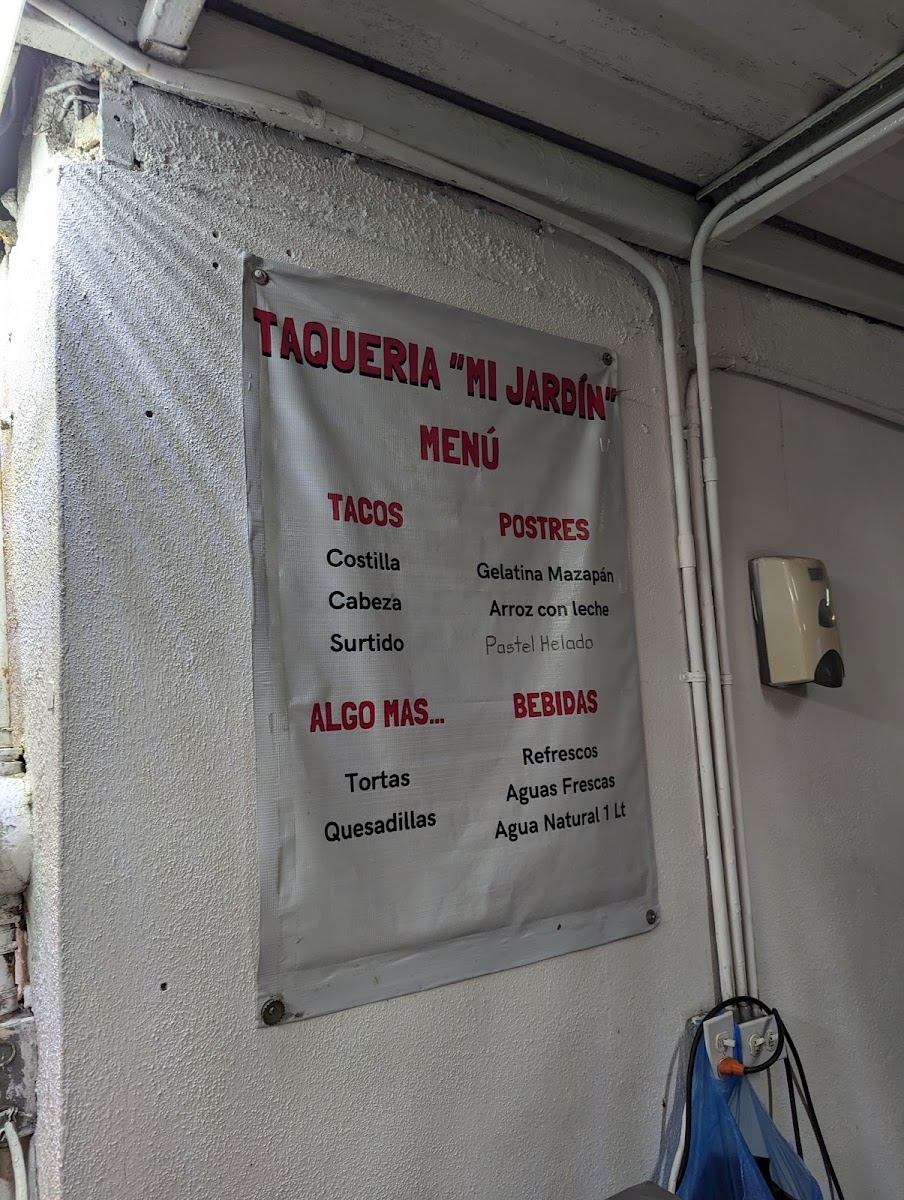 TAQUERIA "MI JARDÍN"
MENÚ
TACOS
Costilla
Cabeza
Surtido
POSTRES
Gelatina Mazapán
Arroz con leche
Pastel Helado
ALGO MAS...
Tortas
Quesadillas
BEBIDAS
Refrescos
Aguas Frescas
Agua Natural 1 Lt